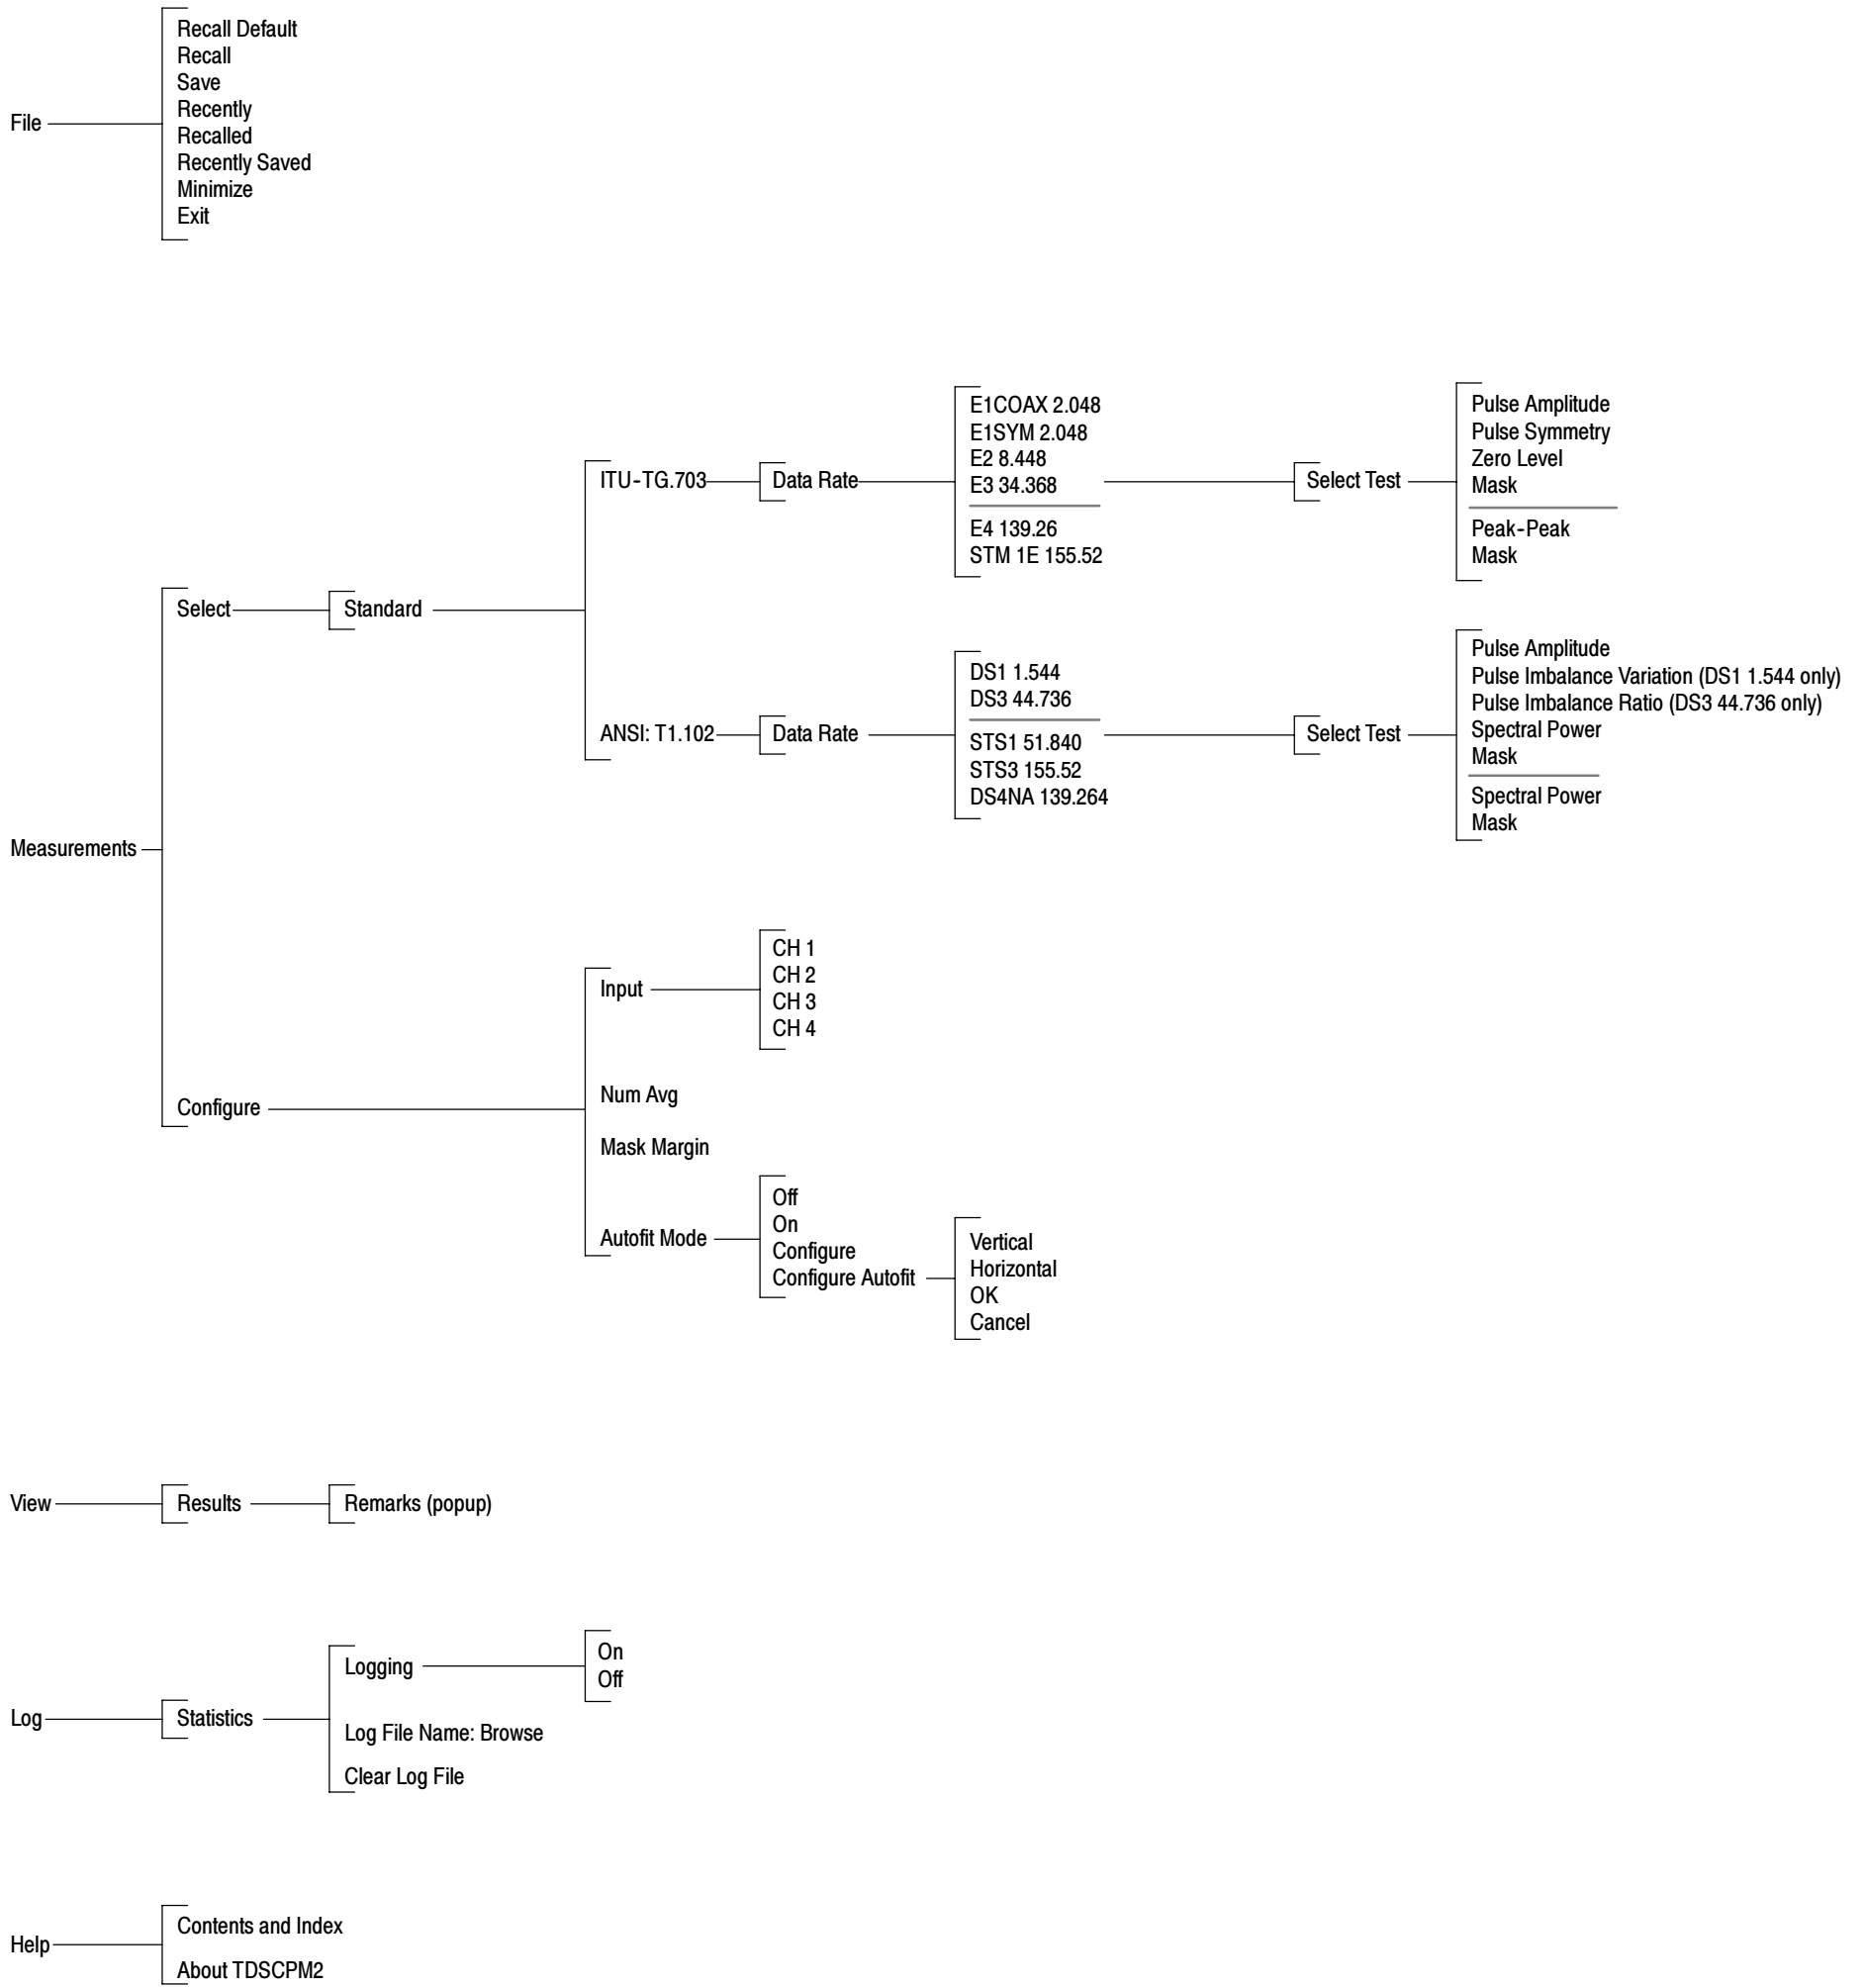 File
Recall Default
Recall
Save
Recently
Recalled
Recently Saved
Minimize
Exit
Measurements
Select
Standard
ITU-TG.703
Data Rate
E1COAX 2.048
E1SYM 2.048
E2 8.448
E3 34.368
E4 139.26
STM 1E 155.52
Select Test
Pulse Amplitude
Pulse Symmetry
Zero Level
Mask
Peak-Peak
Mask
ANSI: T1.102
Data Rate
DS1 1.544
DS3 44.736
STS1 51.840
STS3 155.52
DS4NA 139.264
Select Test
Pulse Amplitude
Pulse Imbalance Variation (DS1 1.544 only)
Pulse Imbalance Ratio (DS3 44.736 only)
Spectral Power
Mask
Spectral Power
Mask
Configure
Input
CH 1
CH 2
CH 3
CH 4
Num Avg
Mask Margin
Autofit Mode
Off
On
Configure
Configure Autofit
Vertical
Horizontal
OK
Cancel
View
Results
Remarks (popup)
Log
Statistics
Logging
On
Off
Log File Name: Browse
Clear Log File
Help
Contents and Index
About TDSCPM2